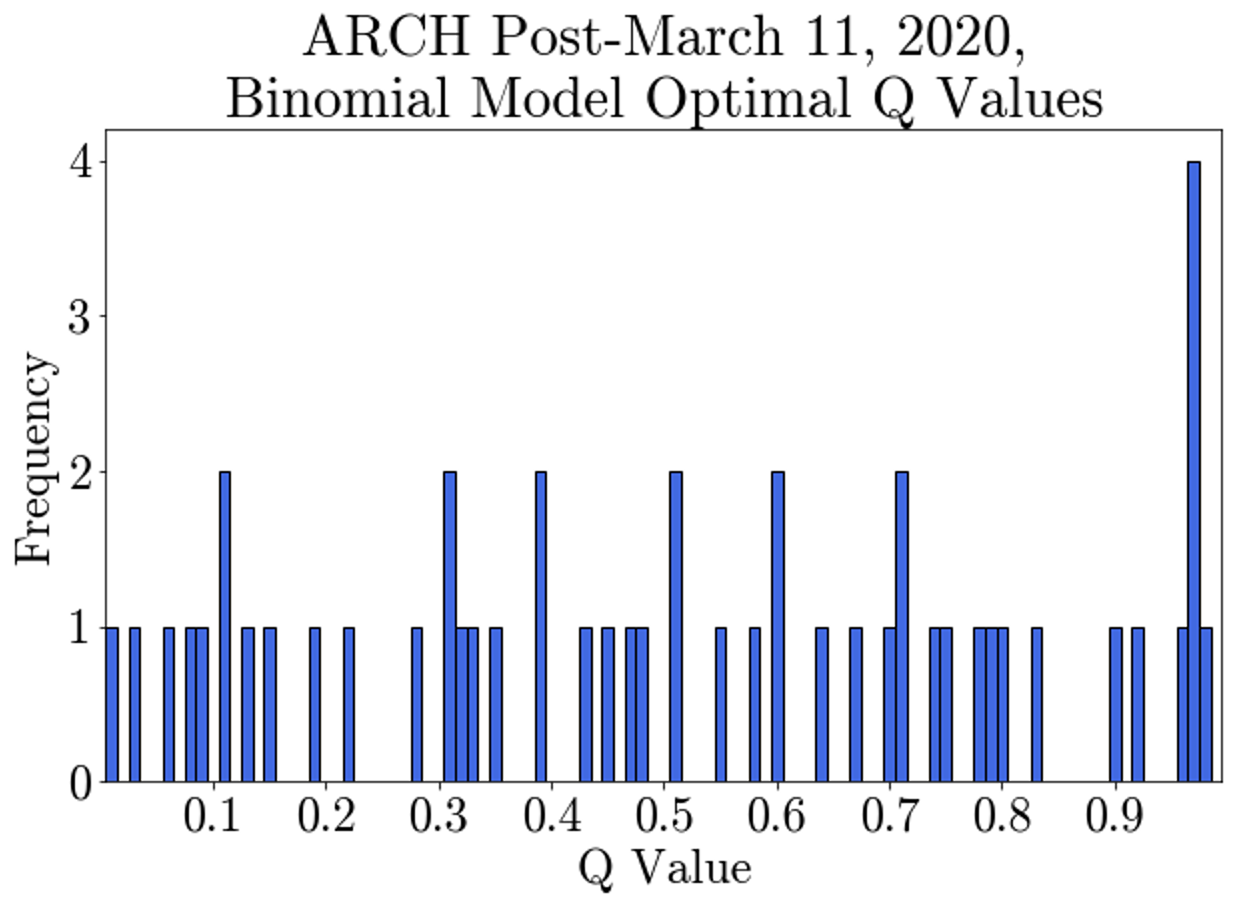 ARCH Post-March 11, 2020,
Binomial Model Optimal Q Values
4
3
2
1
0
Frequency
0.1 0.2 0.3 0.4 0.5 0.6 0.7 0.8 0.9
Q Value